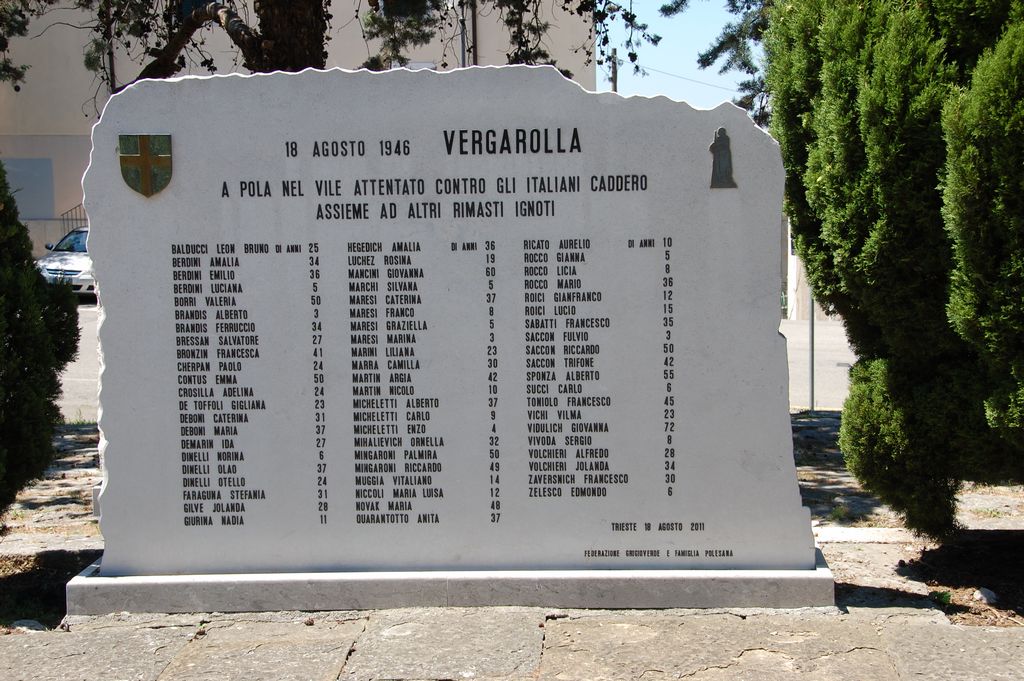 18 AGOSTO 1946 VERGAROLLA
A POLA NEL VILE ATTENTATO CONTRO GLI ITALIANI CADDERO
ASSIEME AD ALTRI RIMASTI IGNOTI
BALDUCCI LEON BRUNO DI ANNI 25
BERDINI AMALIA 34
BERDINI EMILIO 36
BERDINI LUCIANA 5
BORRI VALERIA 50
BRANDIS ALBERTO 3
BRANDIS FERRUCCIO 34
BRESSAN SALVATORE 27
BRONZIN FRANCESCA 41
CHERPAN PAOLO 24
CONTUS EMMA 50
CROSILLA ADELINA 24
DE TOFFOLI GIGLIANA 23
DEBONI CATERINA 31
DEBONI MARIA 37
DEMARIN IDA 27
DINELLI NORINA 6
DINELLI OLAO 37
DINELLI OTELLO 24
FARAGUNA STEFANIA 31
GILVE JOLANDA 28
GIURINA NADIA 11
HEGEDICH AMALIA DI ANNI 36
LUCHEZ ROSINA 19
MANCINI GIOVANNA 60
MARCHI SILVANA 5
MARESI CATERINA 37
MARESI FRANCO 8
MARESI GRAZIELLA 5
MARESI MARINA 3
MARINI LILIANA 23
MARRA CAMILLA 30
MARTIN ARGIA 42
MARTIN NICOLO 10
MICHELETTI ALBERTO 37
MICHELETTI CARLO 9
MICHELETTI ENZO 4
MIHALIEVICH ORNELLA 32
MINGARONI PALMIRA 50
MINGARONI RICCARDO 49
MUGGIA VITALIANO 14
NICCOLI MARIA LUISA 12
NOVAK MARIA 48
QUARANTOTTO ANITA 37
RICATO AURELIO DI ANNI 10
ROCCO GIANNA 5
ROCCO LICIA 8
ROCCO MARIO 36
ROICI GIANFRANCO 12
ROICI LUCIO 15
SABATTI FRANCESCO 35
SACCON FULVIO 3
SACCON RICCARDO 50
SACCON TRIFONE 42
SPONZA ALBERTO 55
SUCCI CARLO 6
TONIOLO FRANCESCO 45
VICHI VILMA 23
VIDULICH GIOVANNA 72
VIVODA SERGIO 8
VOLCHIERI ALFREDO 28
VOLCHIERI JOLANDA 34
ZAVERSNICH FRANCESCO 30
ZELESCO EDMONDO 6
TRIESTE 18 AGOSTO 2011
FEDERAZIONE GRIGIOVERDE E FAMIGLIA POLESANA